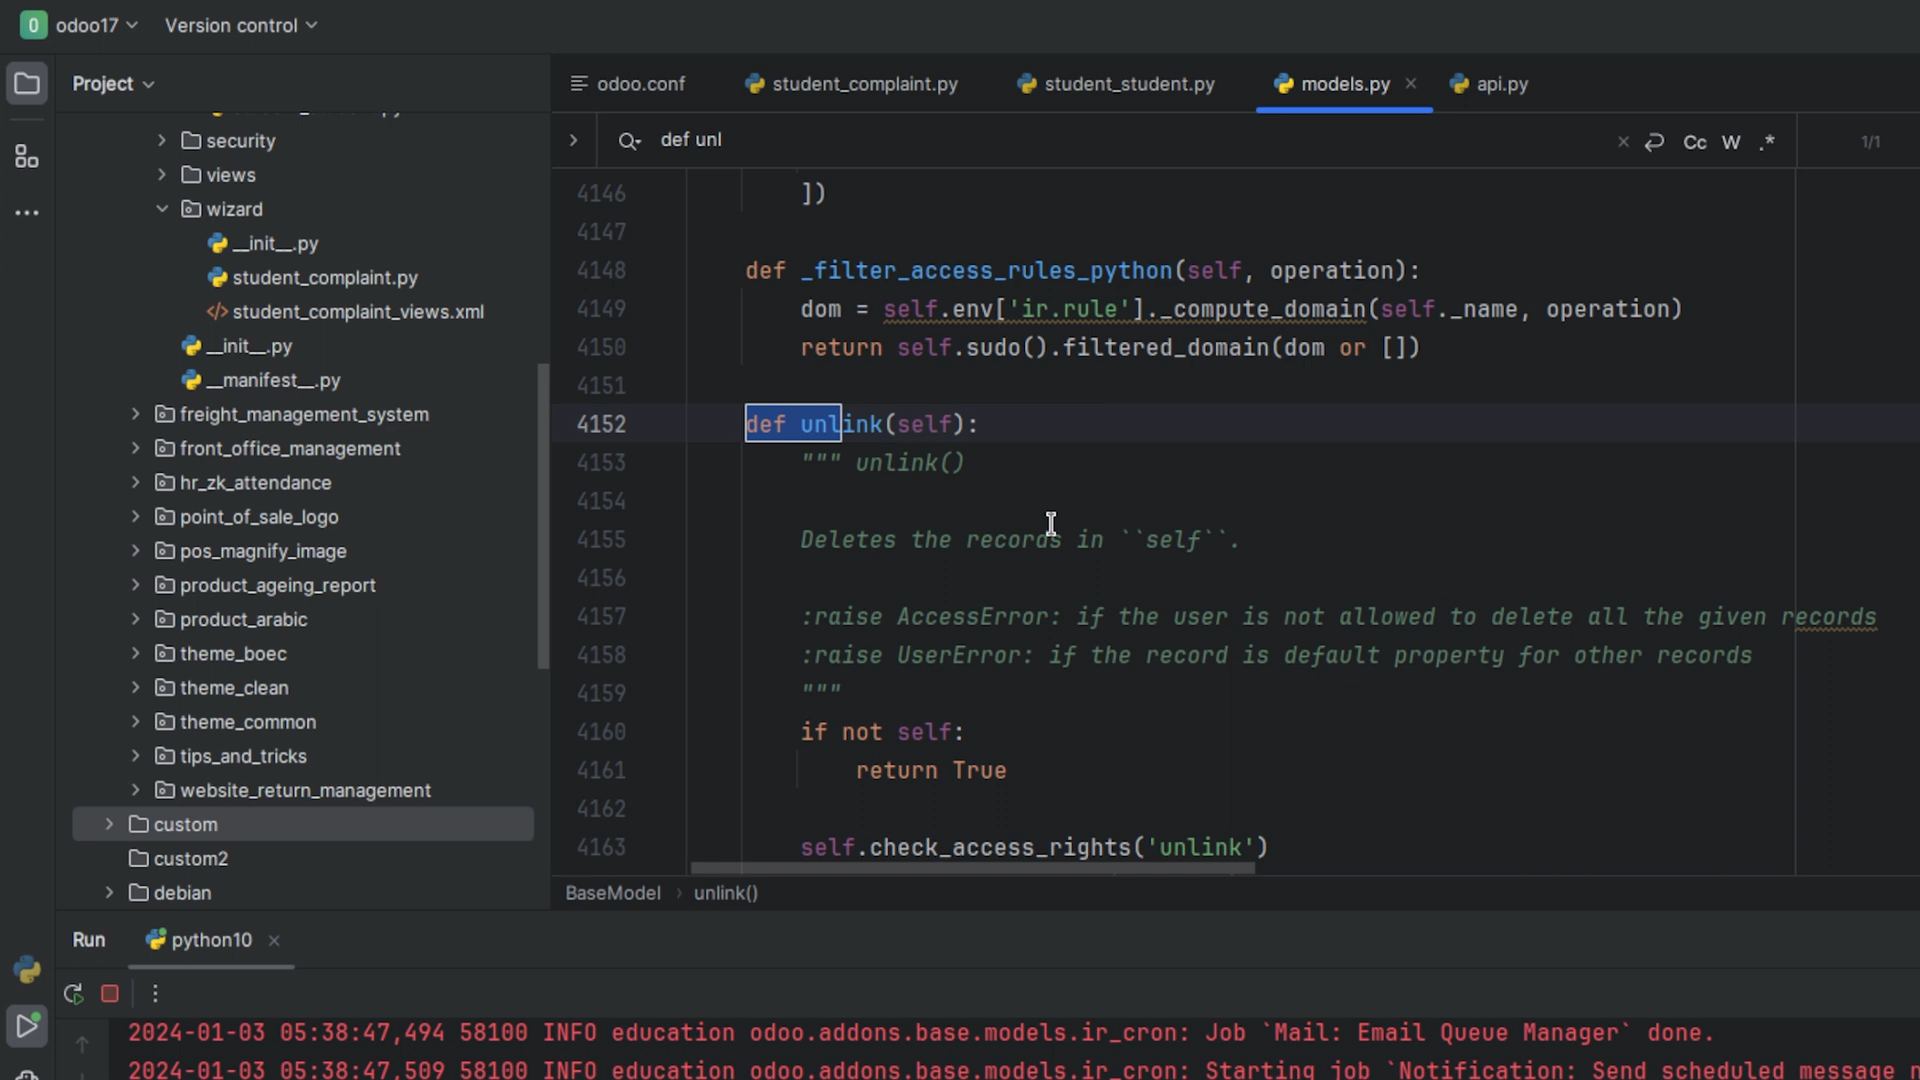 O odoo17 Version control
Project
odoo.conf student_complaint.py student_student.py models.py api.py
def unl Cc W .* 1/1
security
views
wizard
__init__.py
student_complaint.py
student_complaint_views.xml
__init__.py
__manifest__.py
freight_management_system
front_office_management
hr_zk_attendance
point_of_sale_logo
pos_magnify_image
product_ageing_report
product_arabic
theme_boec
theme_clean
theme_common
tips_and_tricks
website_return_management
custom
custom2
debian
4146 ])
4147
4148 def _filter_access_rules_python(self, operation):
4149 dom = self.env['ir.rule']._compute_domain(self._name, operation)
4150 return self.sudo().filtered_domain(dom or [])
4151
4152 def unlink(self):
4153 """ unlink()
4154
4155 Deletes the records in ``self``.
4156
4157 :raise AccessError: if the user is not allowed to delete all the given records
4158 :raise UserError: if the record is default property for other records
4159 """
4160 if not self:
4161 return True
4162
4163 self.check_access_rights('unlink')
BaseModel > unlink()
Run python10
2024-01-03 05:38:47,494 58100 INFO education odoo.addons.base.models.ir_cron: Job `Mail: Email Queue Manager` done.
2024-01-03 05:38:47,509 58100 INFO education odoo.addons.base.models.ir_cron: Starting job `Notification: Send scheduled message